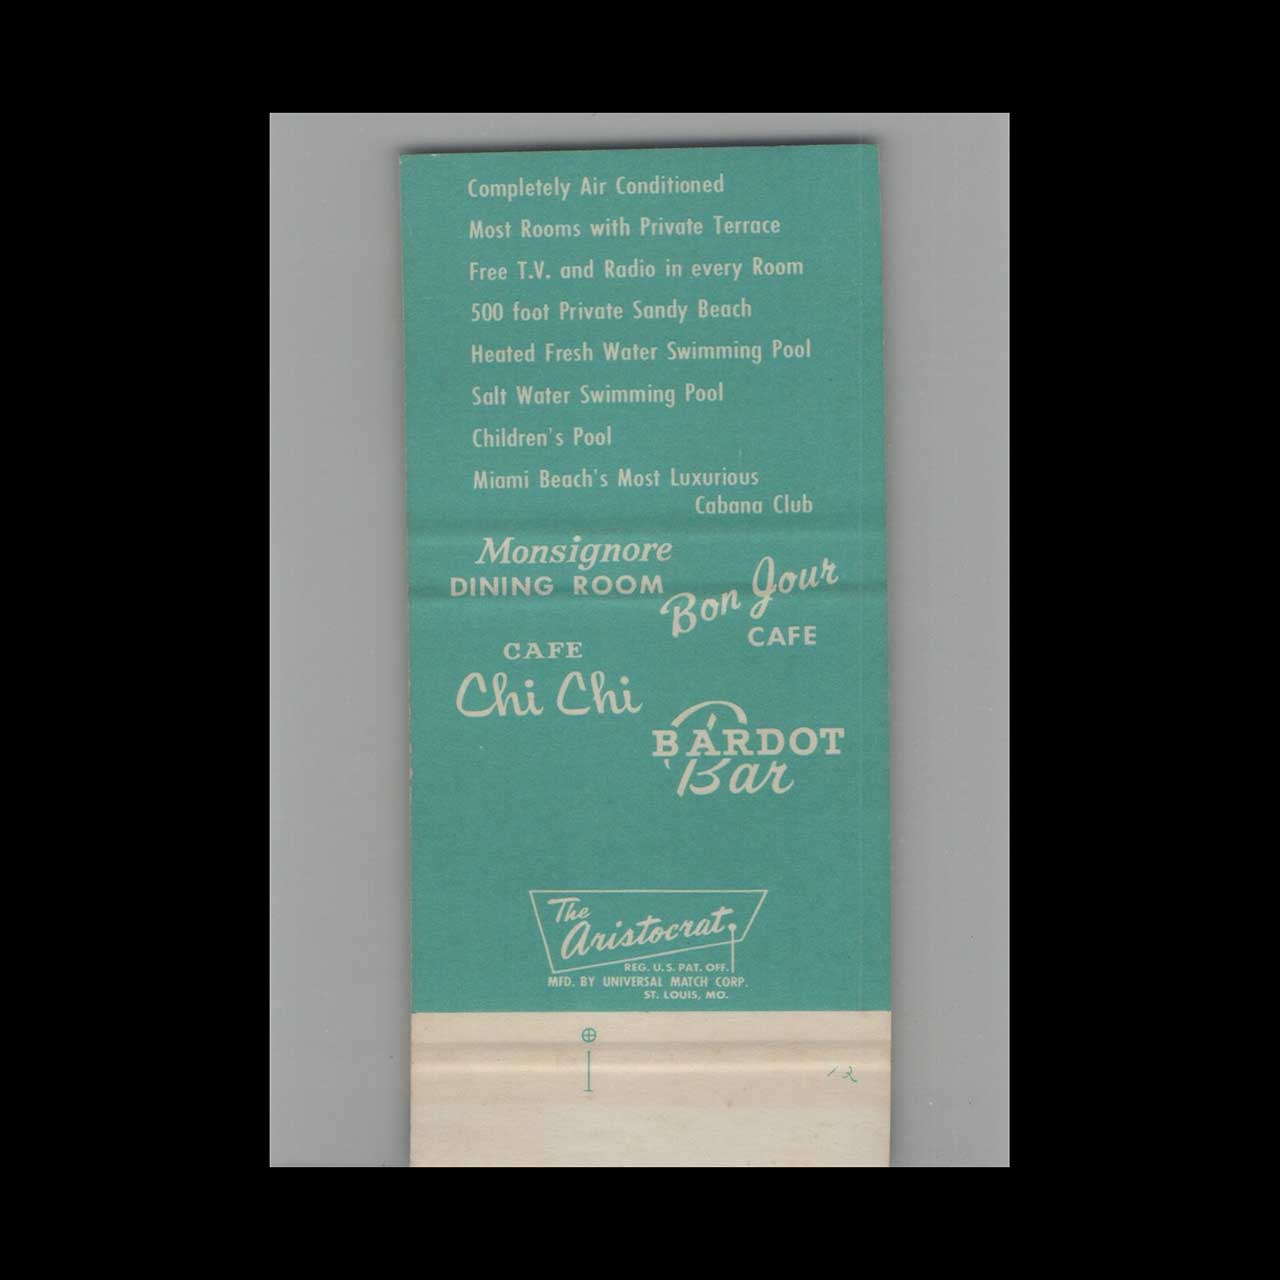 Completely Air Conditioned
Most Rooms with Private Terrace
Free T.V. and Radio in every Room
500 foot Private Sandy Beach
Heated Fresh Water Swimming Pool
Salt Water Swimming Pool
Children's Pool
Miami Beach's Most Luxurious
Cabana Club
Monsignore
DINING ROOM
Bon Jour
CAFE
CAFE
Chi Chi
BARDOT
Bar
The
Aristocrat
REG. U.S. PAT. OFF.
MFD. BY UNIVERSAL MATCH CORP.
ST. LOUIS, MO.
12